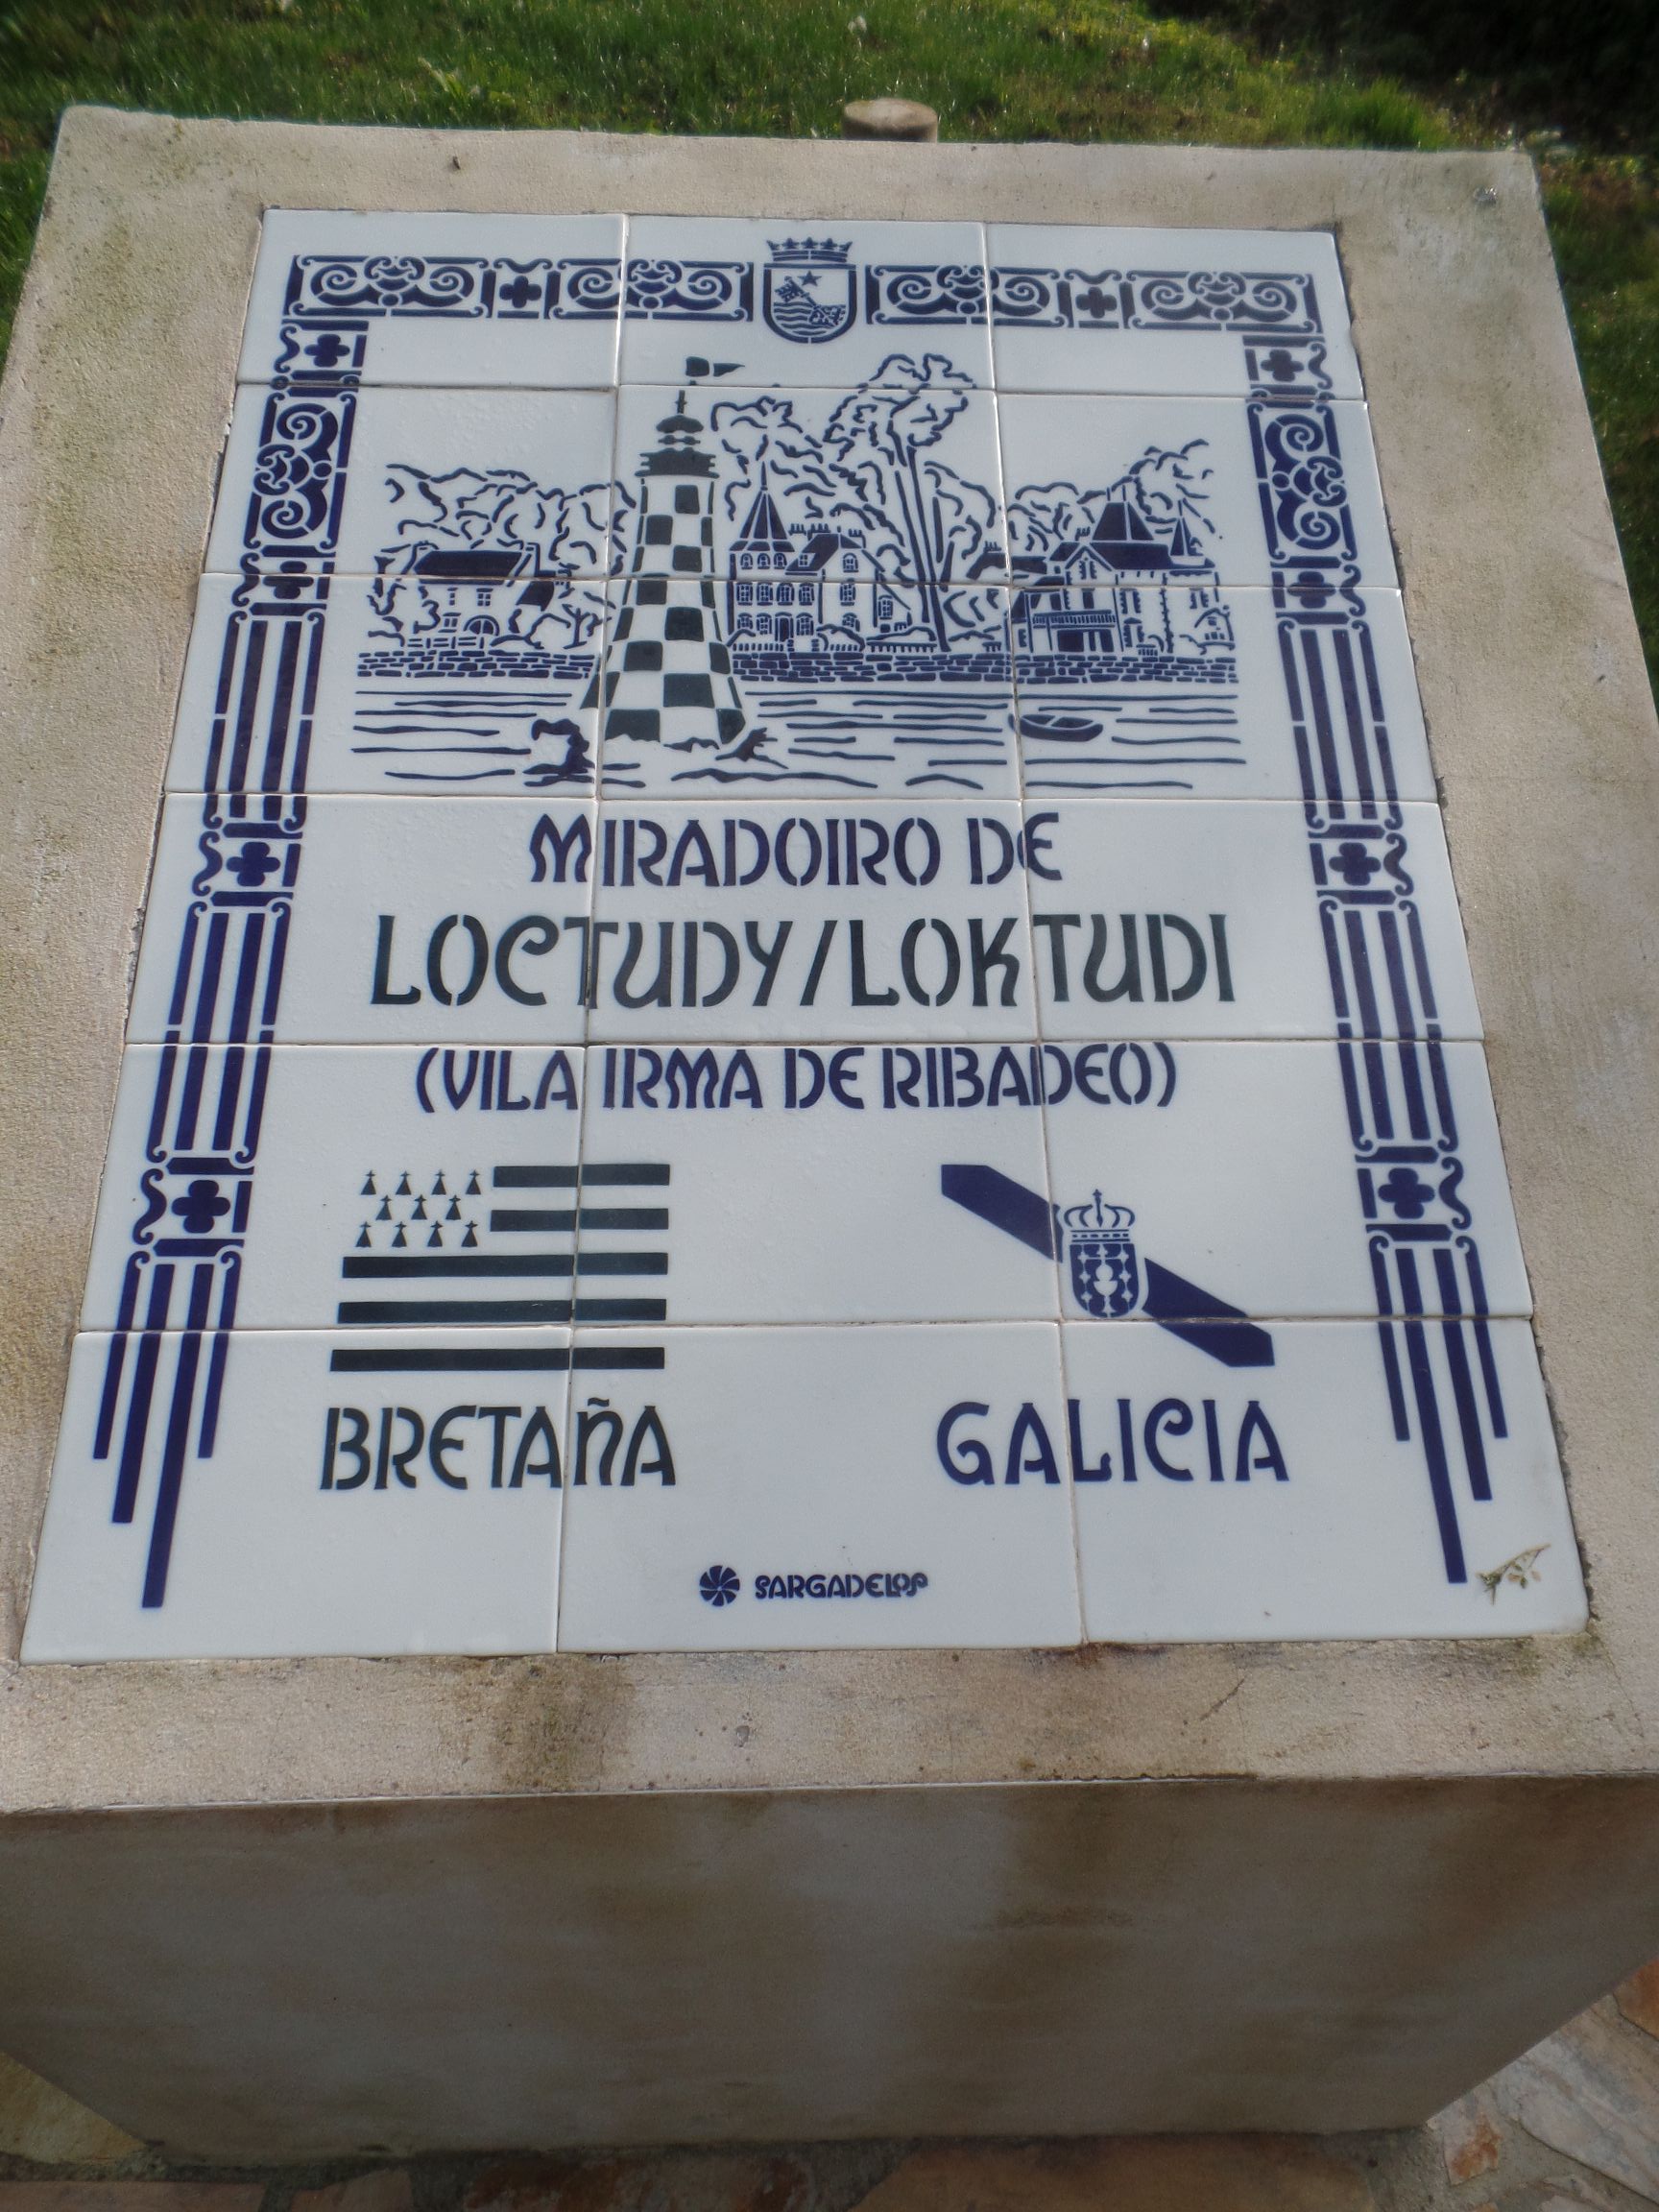 MIRADOIRO DE
LOCTUDY/LOKTUDI
(VILA IRMA DE RIBADEO)
BRETAÑA GALICIA
SARGADELOS